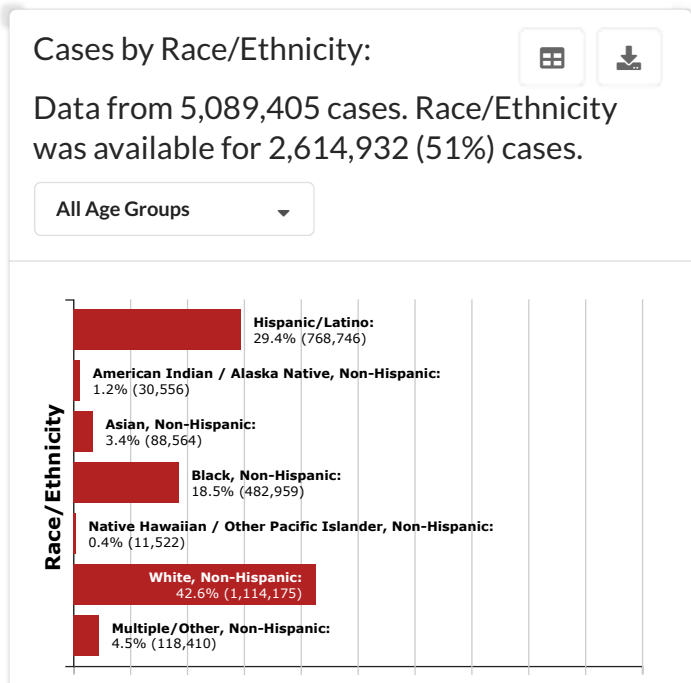 Cases by Race/Ethnicity:
Data from 5,089,405 cases. Race/Ethnicity
was available for 2,614,932 (51%) cases.
All Age Groups
Race/Ethnicity
Hispanic/Latino:
29.4% (768,746)
American Indian / Alaska Native, Non-Hispanic:
1.2% (30,556)
Asian, Non-Hispanic:
3.4% (88,564)
Black, Non-Hispanic:
18.5% (482,959)
Native Hawaiian / Other Pacific Islander, Non-Hispanic:
0.4% (11,522)
White, Non-Hispanic:
42.6% (1,114,175)
Multiple/Other, Non-Hispanic:
4.5% (118,410)